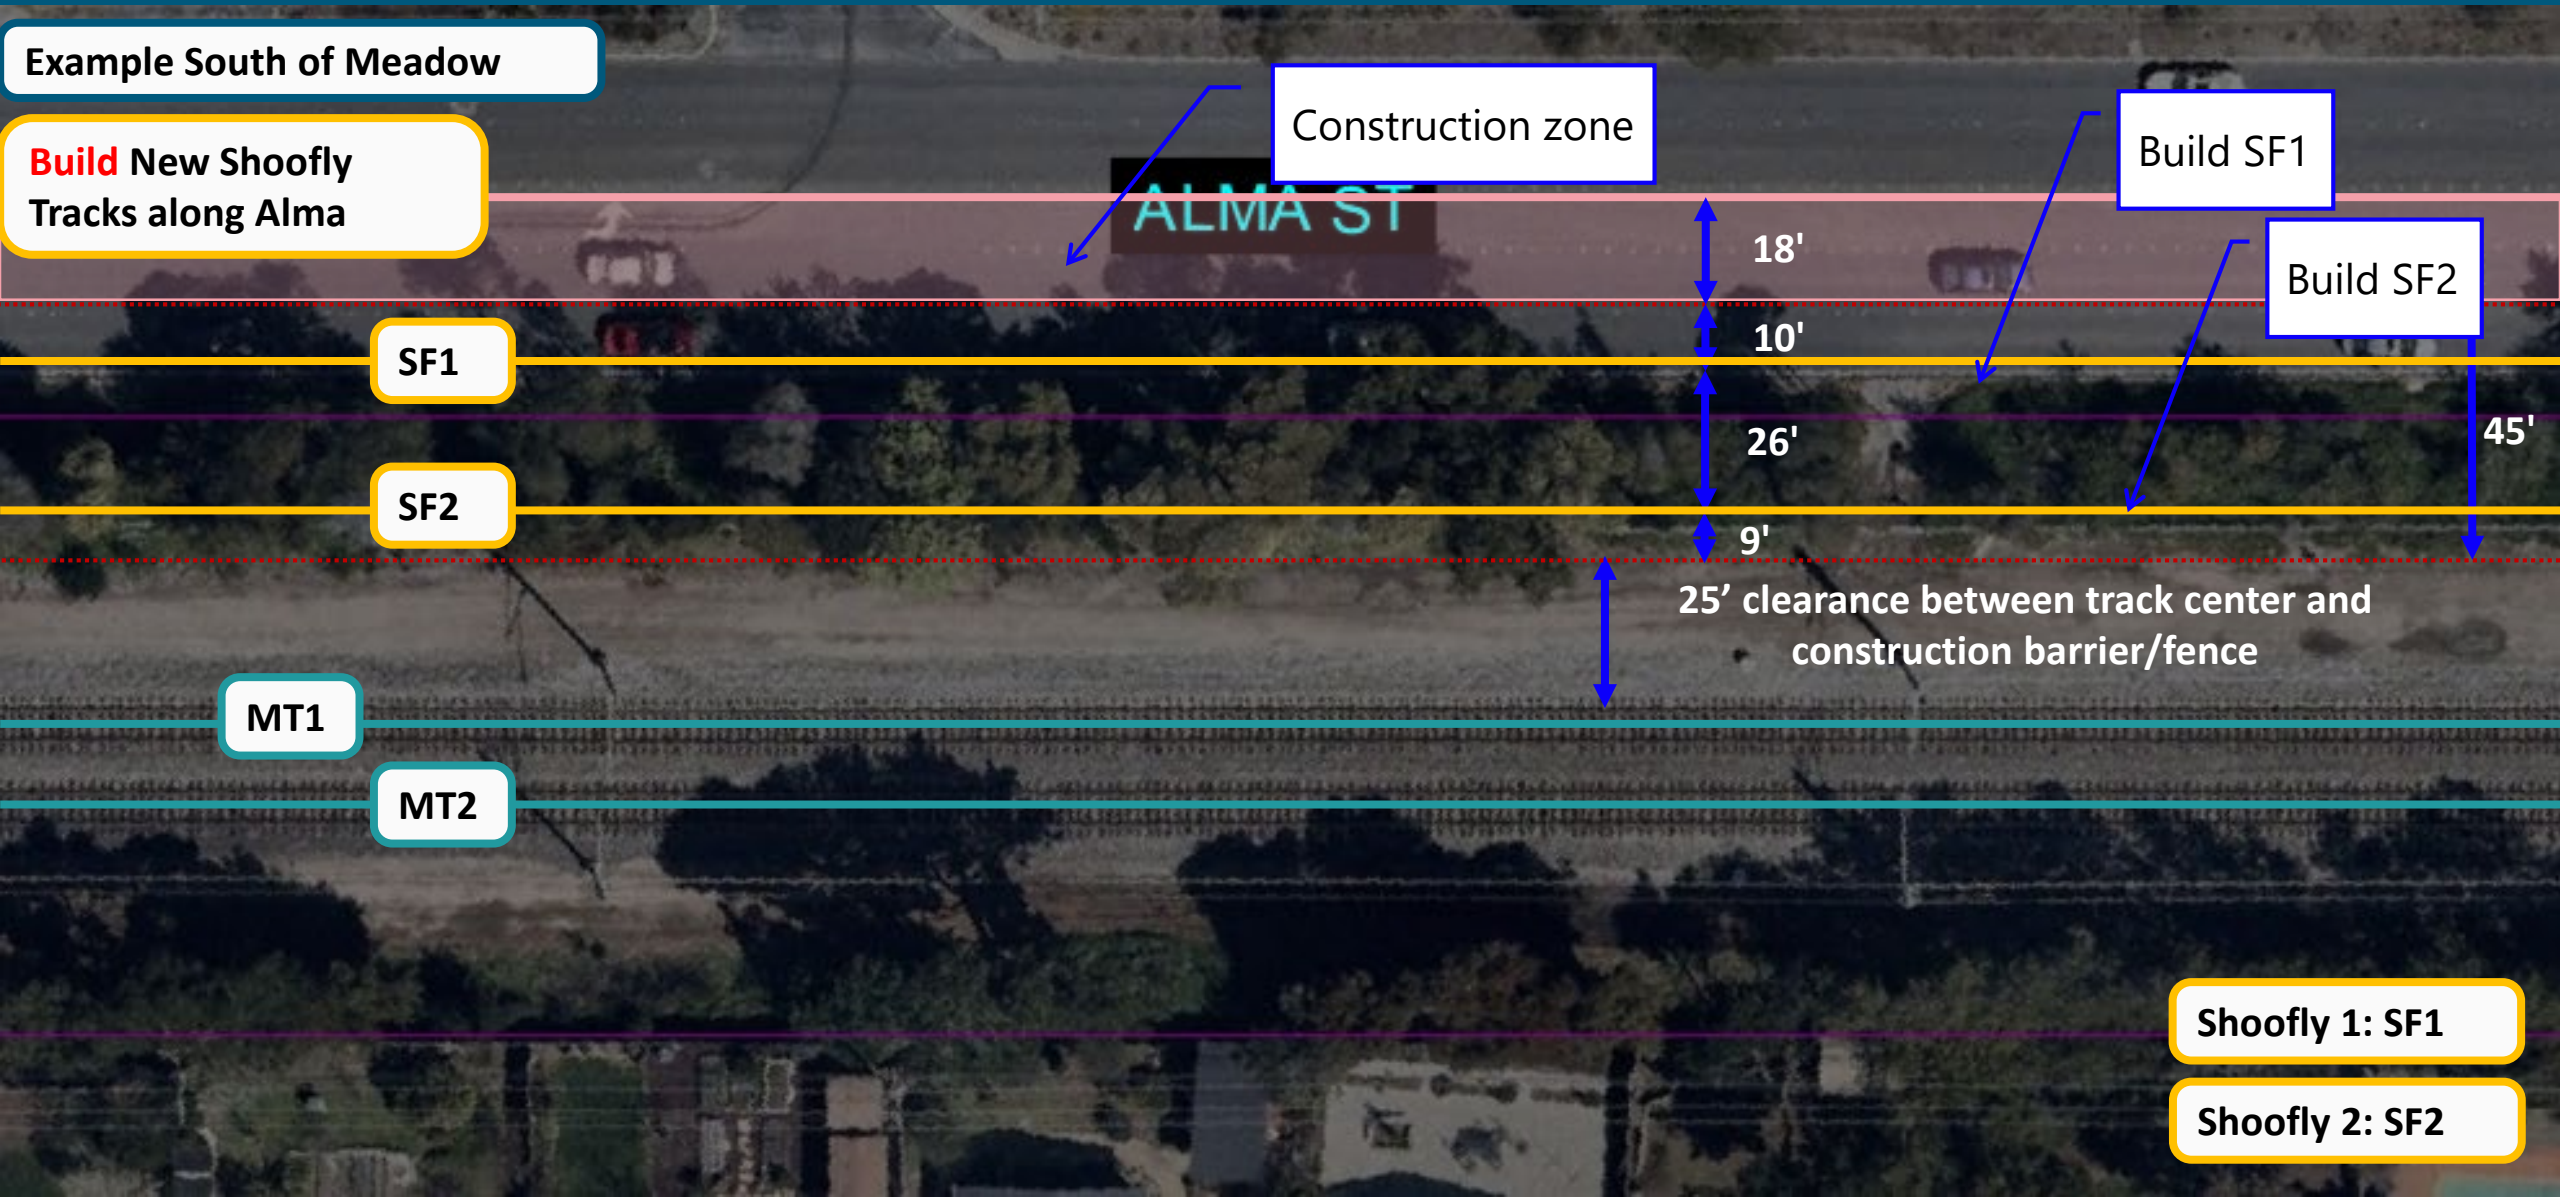 Example South of Meadow
Build New Shoofly
Tracks along Alma
Construction zone
Build SF1
ALMA ST
18'
Build SF2
10'
SF1
26'
45'
SF2
9'
25’ clearance between track center and
construction barrier/fence
MT1
MT2
Shoofly 1: SF1
Shoofly 2: SF2